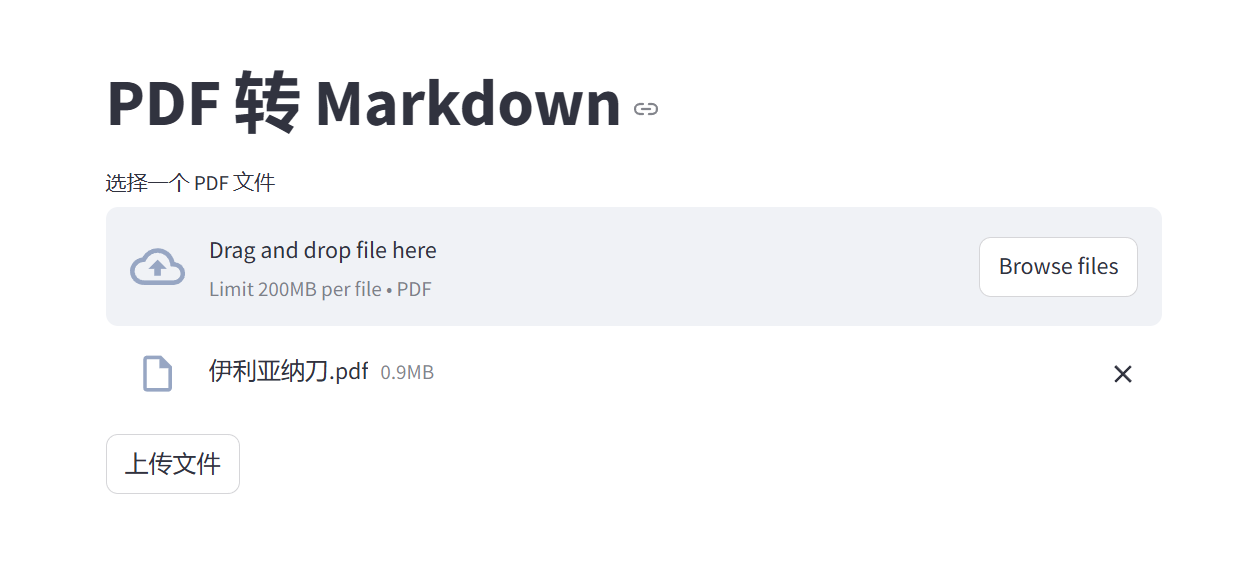 PDF 转 Markdown
选择一个 PDF 文件
Drag and drop file here
Limit 200MB per file • PDF
Browse files
伊利亚纳刀.pdf 0.9MB
上传文件